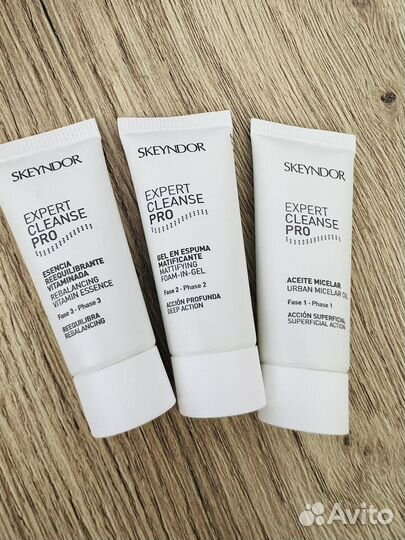 SKEYNDOR
EXPERT
CLEANSE
PRO
ESENCIA
REEQUILIBRANTE
VITAMINADA
REBALANCING
VITAMIN ESSENCE
Fase 3 - Phase 3
REEQUILIBRA
REBALANCING
SKEYNDOR
EXPERT
CLEANSE
PRO
GEL EN ESPUMA
MATIFICANTE
MATTIFYING
FOAM-IN-GEL
Fase 2 - Phase 2
ACCIÓN PROFUNDA
DEEP ACTION
SKEYNDOR
EXPERT
CLEANSE
PRO
ACEITE MICELAR
URBAN MICELAR OIL
Fase 1 - Phase 1
ACCIÓN SUPERFICIAL
SUPERFICIAL ACTION
Avito